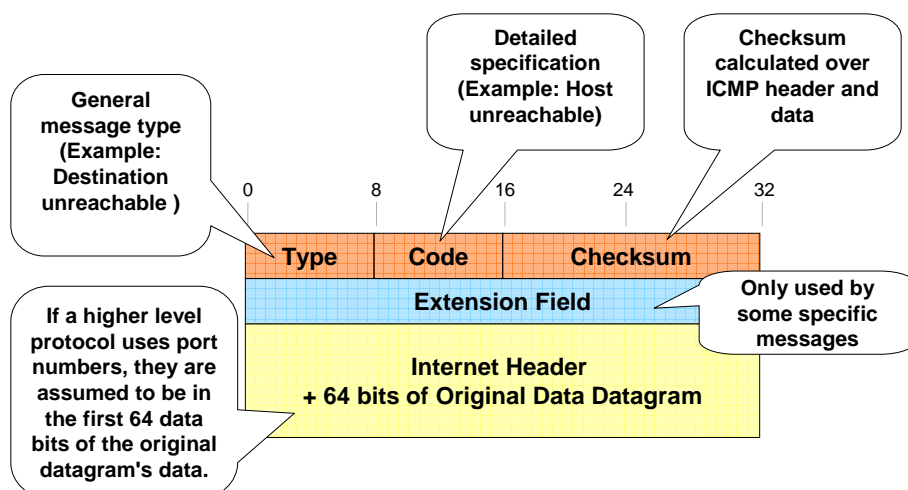 General
message type
(Example:
Destination
unreachable )
Detailed
specification
(Example: Host
unreachable)
Checksum
calculated over
ICMP header and
data
0 8 16 24 32
Type Code Checksum
Extension Field
Only used by
some specific
messages
If a higher level
protocol uses port
numbers, they are
assumed to be in
the first 64 data
bits of the original
datagram's data.
Internet Header
+ 64 bits of Original Data Datagram